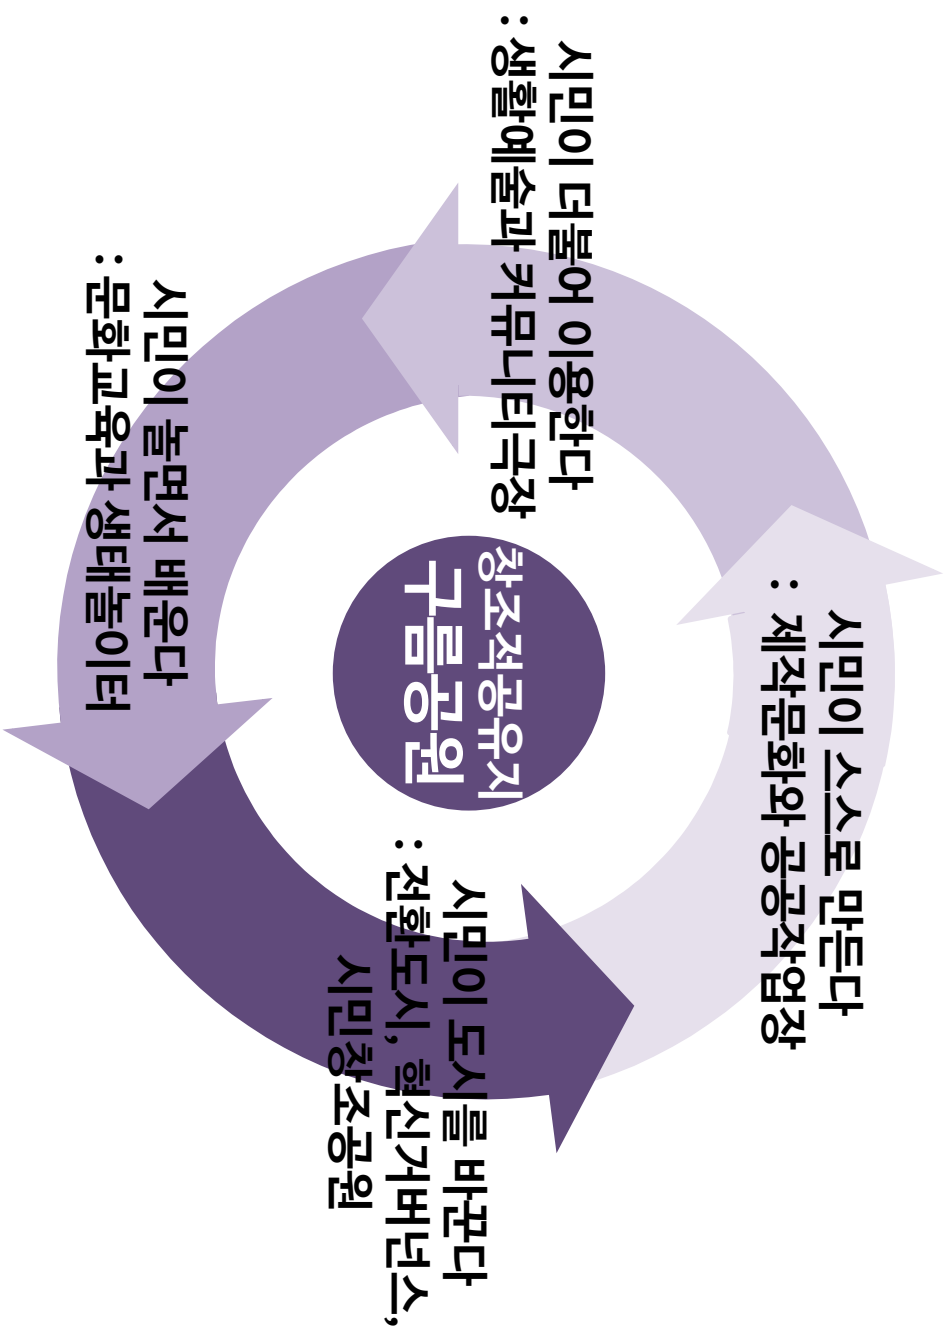 시민이 스스로 만든다
: 제작문화와 공공작업장
시민이 더불어 이용한다
: 생활예술과 커뮤니티극장
창조적공유지
구름공원
시민이 도시를 바꾼다
: 전환도시, 혁신거버넌스,
시민창조공원
시민이 놀면서 배운다
: 문화교육과 생태놀이터